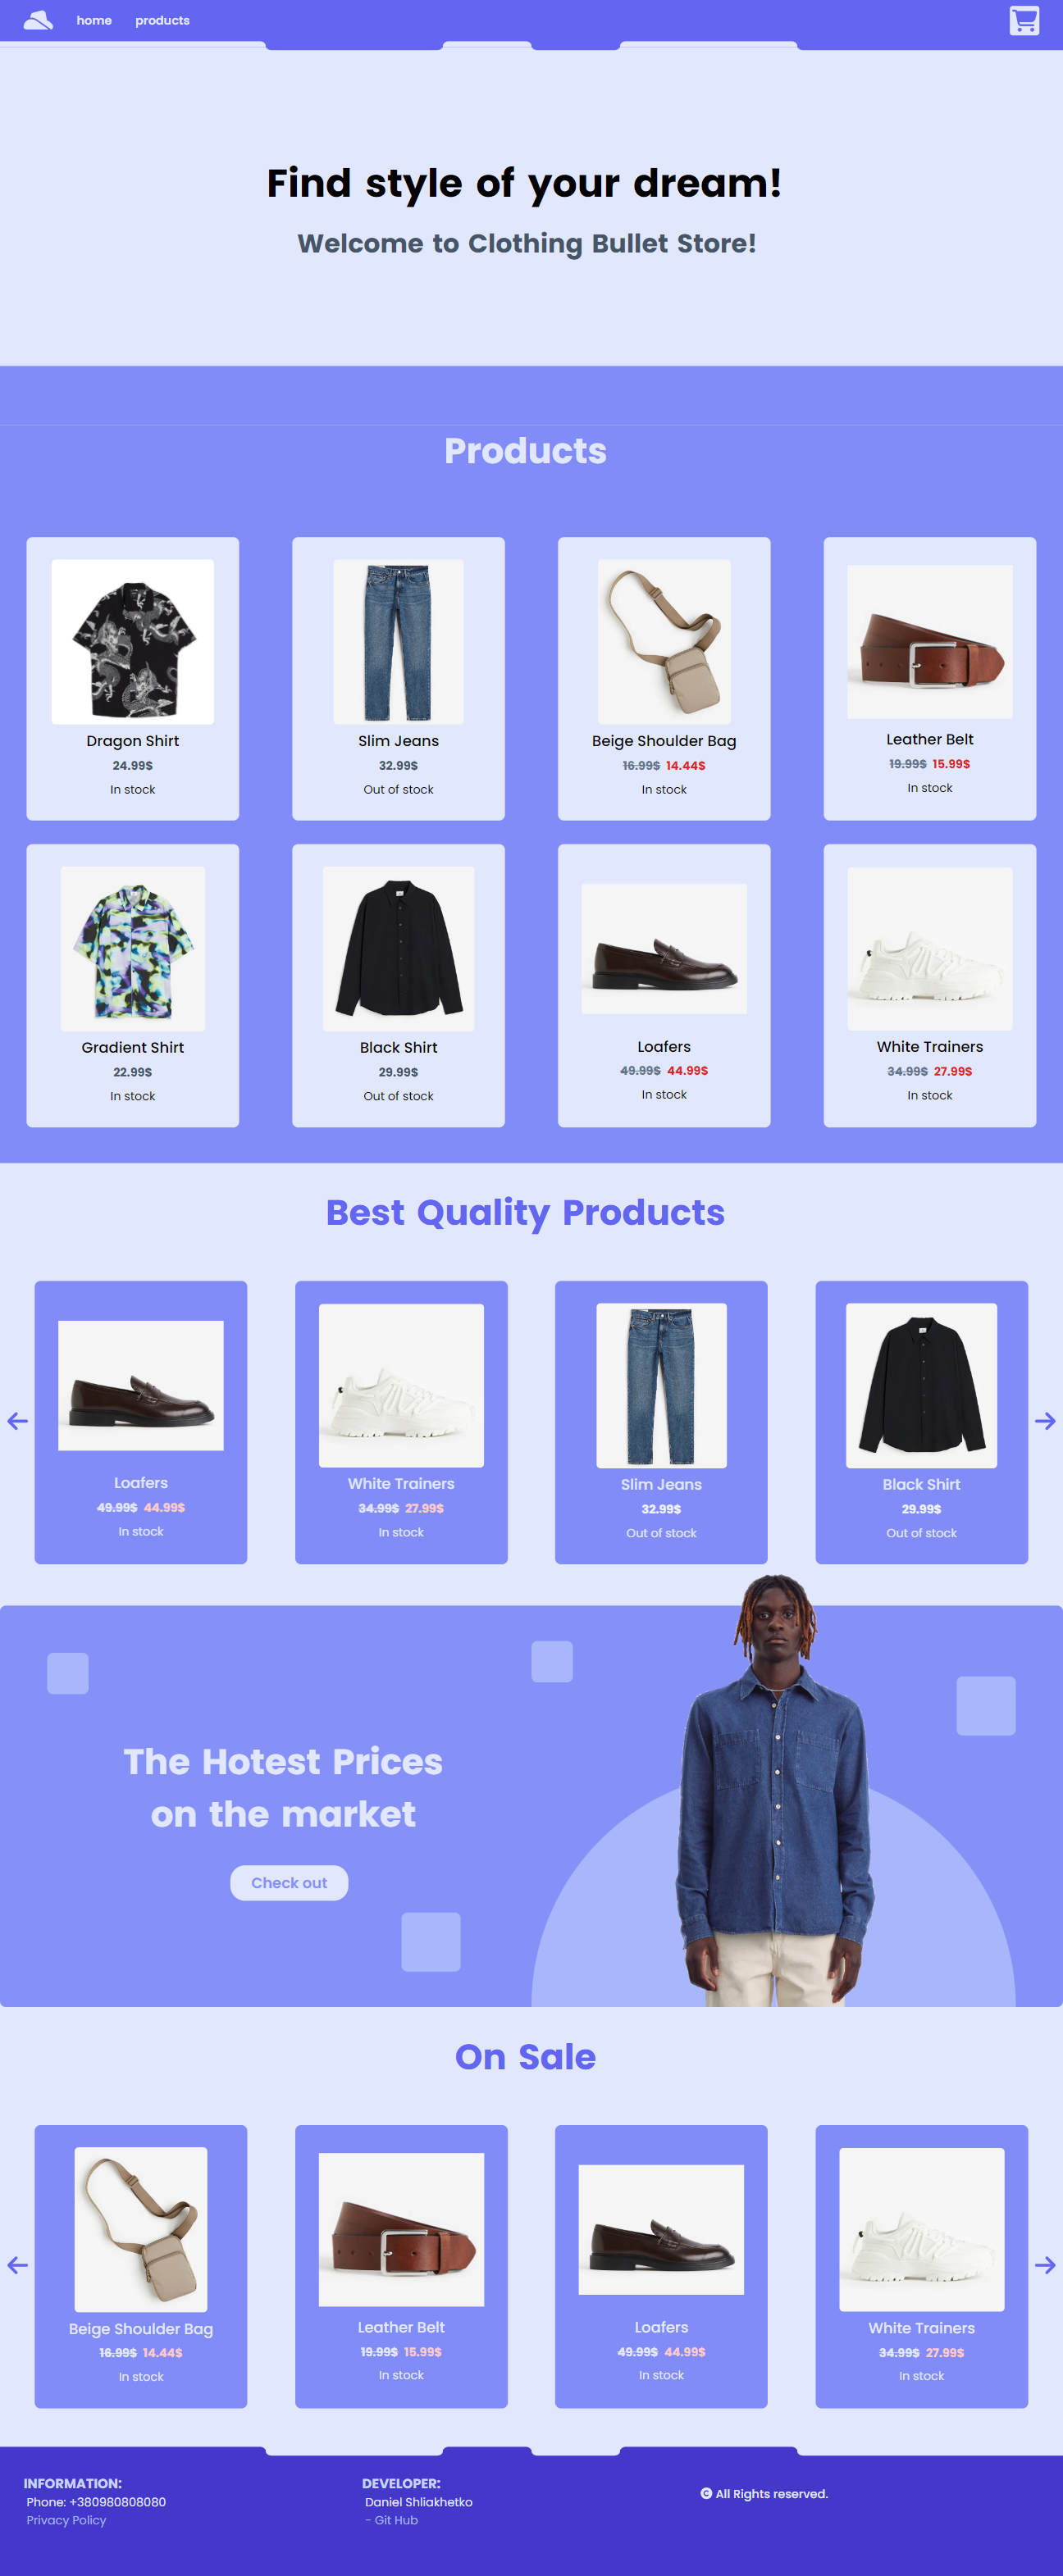 home
products
Find style of your dream!
Welcome to Clothing Bullet Store!
Products
Dragon Shirt
24.99$
In stock
Slim Jeans
32.99$
Out of stock
Beige Shoulder Bag
16.99$ 14.44$
In stock
Leather Belt
19.99$ 15.99$
In stock
Gradient Shirt
22.99$
In stock
Black Shirt
29.99$
Out of stock
Loafers
49.99$ 44.99$
In stock
White Trainers
34.99$ 27.99$
In stock
Best Quality Products
Loafers
49.99$ 44.99$
In stock
White Trainers
34.99$ 27.99$
In stock
Slim Jeans
32.99$
Out of stock
Black Shirt
29.99$
Out of stock
The Hotest Prices
on the market
Check out
On Sale
Beige Shoulder Bag
16.99$ 14.44$
In stock
Leather Belt
19.99$ 15.99$
In stock
Loafers
49.99$ 44.99$
In stock
White Trainers
34.99$ 27.99$
In stock
INFORMATION:
Phone: +380980808080
Privacy Policy
DEVELOPER:
Daniel Shliakhetko
- Git Hub
© All Rights reserved.